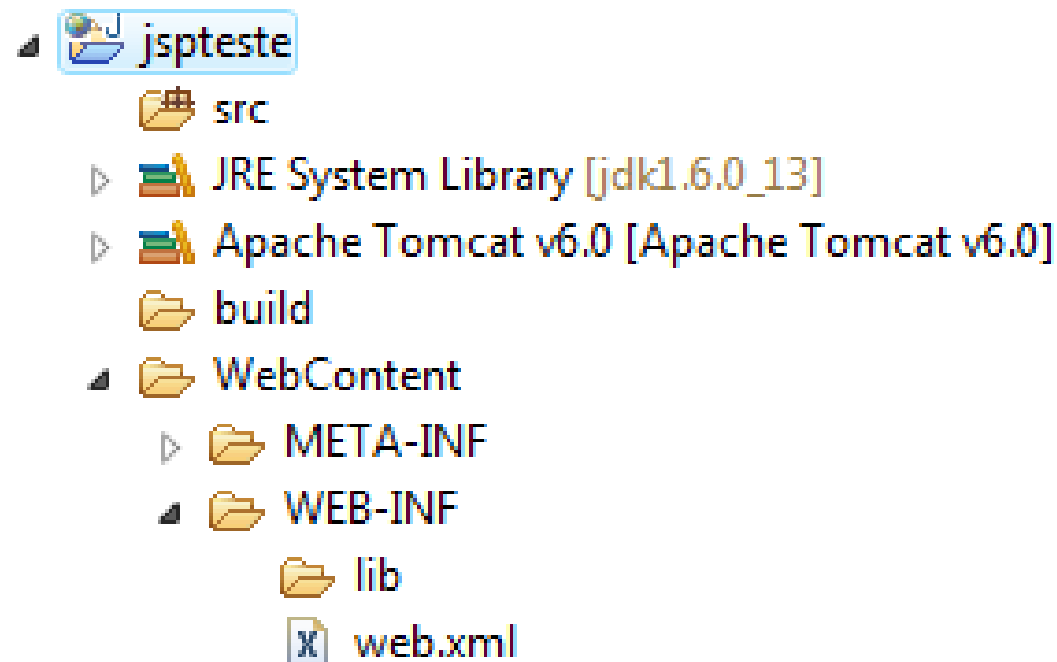 jspteste
src
JRE System Library [jdk1.6.0_13]
Apache Tomcat v6.0 [Apache Tomcat v6.0]
build
WebContent
META-INF
WEB-INF
lib
web.xml